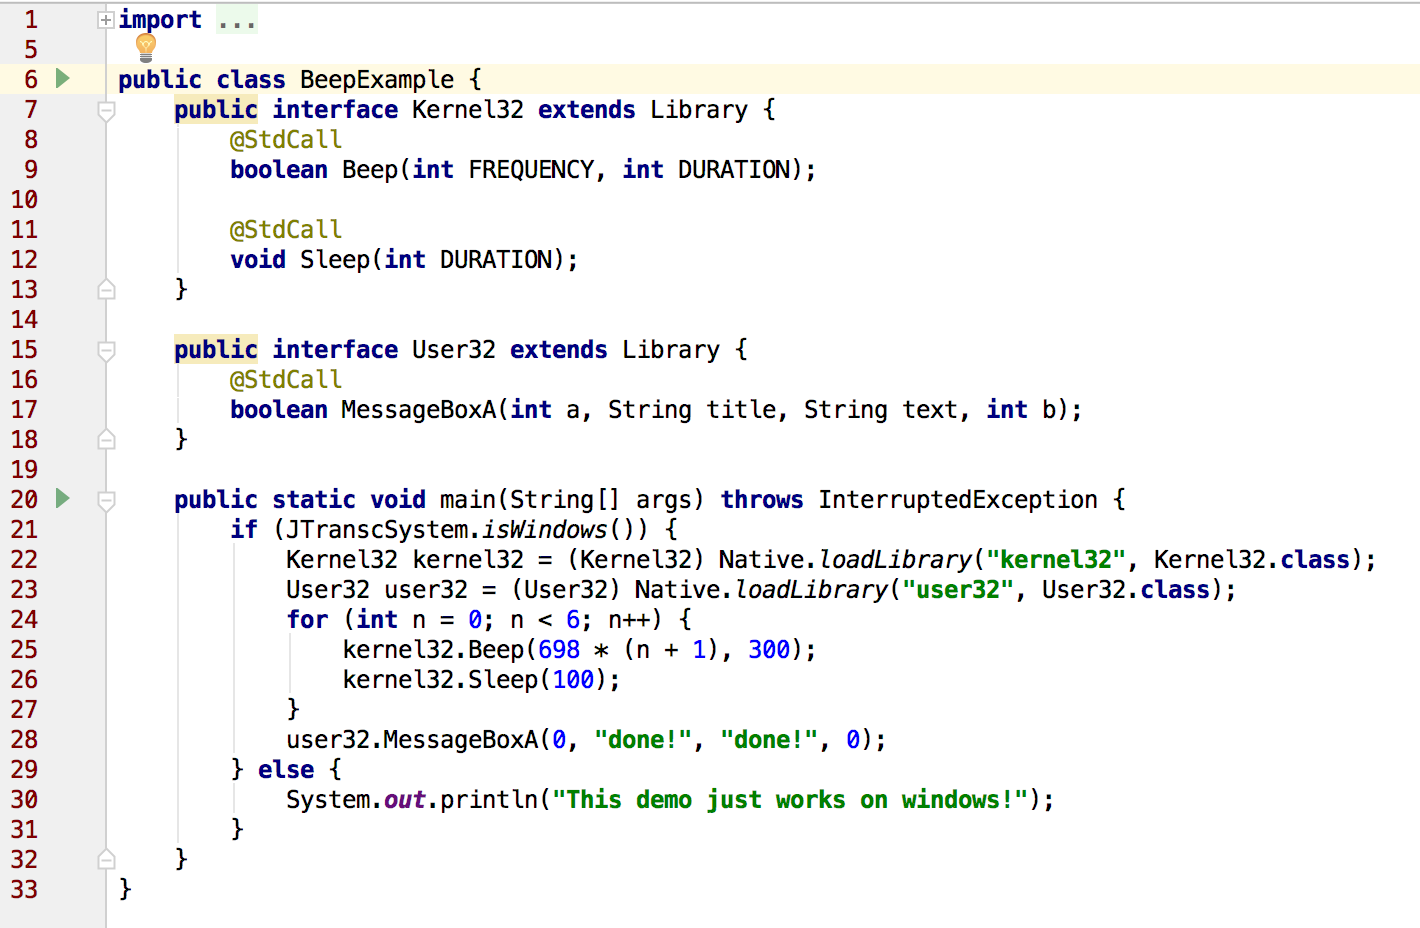 1 import ...
5
6 public class BeepExample {
7     public interface Kernel32 extends Library {
8         @StdCall
9         boolean Beep(int FREQUENCY, int DURATION);
10
11         @StdCall
12         void Sleep(int DURATION);
13     }
14
15     public interface User32 extends Library {
16         @StdCall
17         boolean MessageBoxA(int a, String title, String text, int b);
18     }
19
20     public static void main(String[] args) throws InterruptedException {
21         if (JTranscSystem.isWindows()) {
22             Kernel32 kernel32 = (Kernel32) Native.loadLibrary("kernel32", Kernel32.class);
23             User32 user32 = (User32) Native.loadLibrary("user32", User32.class);
24             for (int n = 0; n < 6; n++) {
25                 kernel32.Beep(698 * (n + 1), 300);
26                 kernel32.Sleep(100);
27             }
28             user32.MessageBoxA(0, "done!", "done!", 0);
29         } else {
30             System.out.println("This demo just works on windows!");
31         }
32     }
33 }